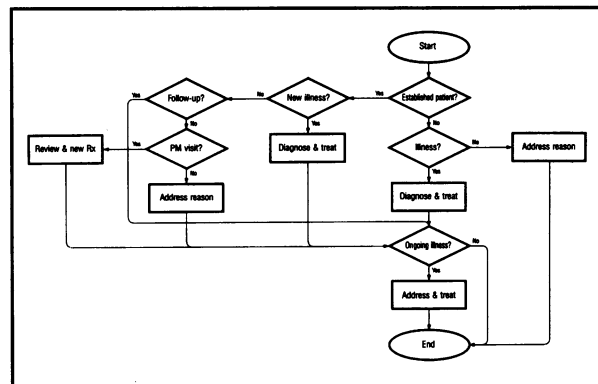 Start
Yes
Follow-up?
No
New illness?
Yes
Established patient?
No
Yes
No
Review & new Rx
Yes
PM visit?
Diagnose & treat
Illness?
No
Address reason
No
Yes
Address reason
Diagnose & treat
Ongoing illness?
No
Yes
Address & treat
End